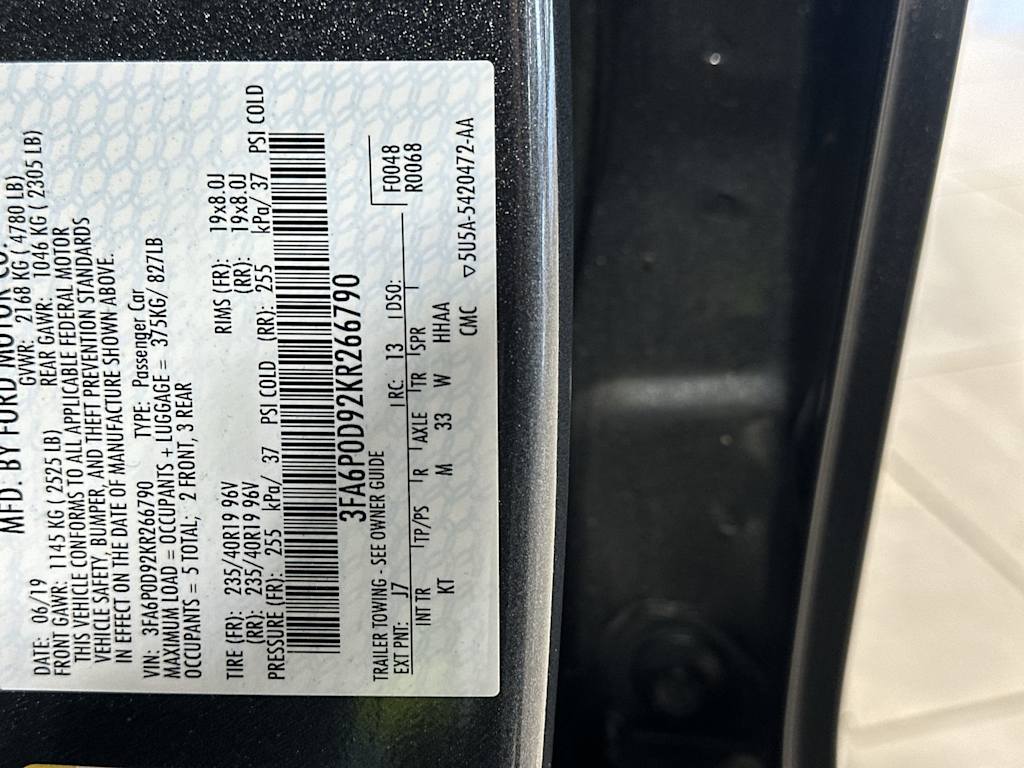 MFD. BY FORD MOTOR CO.
DATE: 06/19 GVWR: 2168 KG ( 4780 LB)
FRONT GAWR: 1145 KG ( 2525 LB) REAR GAWR: 1046 KG ( 2305 LB)
THIS VEHICLE CONFORMS TO ALL APPLICABLE FEDERAL MOTOR
VEHICLE SAFETY, BUMPER, AND THEFT PREVENTION STANDARDS
IN EFFECT ON THE DATE OF MANUFACTURE SHOWN ABOVE.
VIN: 3FA6P0D92KR266790 TYPE: Passenger Car
MAXIMUM LOAD = OCCUPANTS + LUGGAGE = 375KG/ 827LB
OCCUPANTS = 5 TOTAL, 2 FRONT, 3 REAR
TIRE (FR): 235/40R19 96V RIMS (FR): 19x8.0J
(RR): 235/40R19 96V (RR): 19x8.0J
PRESSURE (FR): 255 kPa/ 37 PSI COLD (RR): 255 kPa/ 37 PSI COLD
3FA6P0D92KR266790
TRAILER TOWING - SEE OWNER GUIDE
EXT PNT: J7 RC: 13 DSO: F0048
INT TR TP/PS R AXLE TR SPR R0068
KT M 33 W HHAA
CMC ▽5U5A-5420472-AA